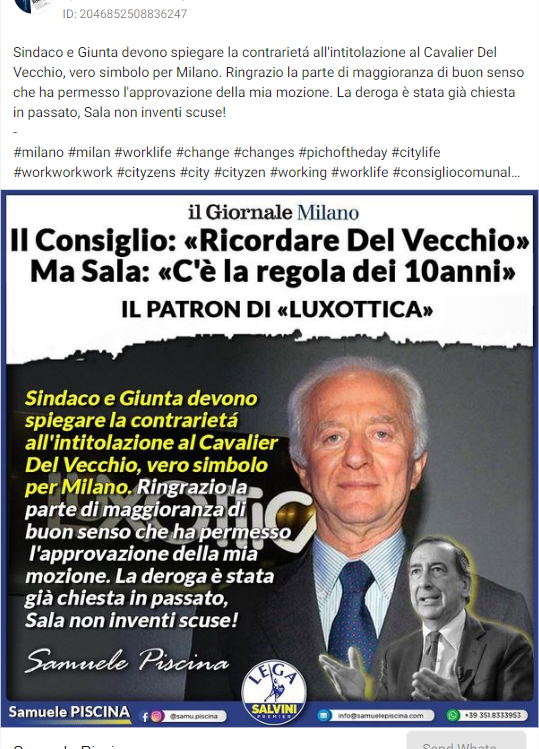 ID: 2046852508836247
Sindaco e Giunta devono spiegare la contrarietá all'intitolazione al Cavalier Del
Vecchio, vero simbolo per Milano. Ringrazio la parte di maggioranza di buon senso
che ha permesso l'approvazione della mia mozione. La deroga è stata già chiesta
in passato, Sala non inventi scuse!
-
#milano #milan #worklife #change #changes #pichoftheday #citylife
#workworkwork #cityzens #city #cityzen #working #worklife #consigliocomunal...
il Giornale Milano
Il Consiglio: «Ricordare Del Vecchio»
Ma Sala: «C'è la regola dei 10anni»
IL PATRON DI «LUXOTTICA»
Sindaco e Giunta devono
spiegare la contrarietá
all'intitolazione al Cavalier
Del Vecchio, vero simbolo
per Milano. Ringrazio la
parte di maggioranza di
buon senso che ha permesso
l'approvazione della mia
mozione. La deroga è stata
già chiesta in passato,
Sala non inventi scuse!
Samuele Piscina
LEGA
SALVINI
PREMIER
Samuele PISCINA
@samu.piscina
info@samuelepiscina.com
+39 351.8333953